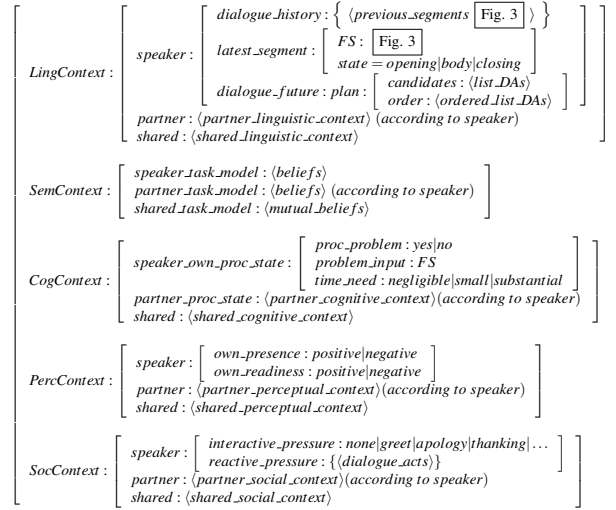 dialogue_history : { ⟨previous_segments Fig. 3 ⟩ }
speaker : latest_segment : FS : Fig. 3
state = opening|body|closing
LingContext : dialogue_future : plan : candidates : ⟨list_DAs⟩
order : ⟨ordered_list_DAs⟩
partner : ⟨partner_linguistic_context⟩ (according to speaker)
shared : ⟨shared_linguistic_context⟩
speaker_task_model : ⟨beliefs⟩
SemContext : partner_task_model : ⟨beliefs⟩ (according to speaker)
shared_task_model : ⟨mutual_beliefs⟩
proc_problem : yes|no
speaker_own_proc_state : problem_input : FS
time_need : negligible|small|substantial
CogContext : partner_proc_state : ⟨partner_cognitive_context⟩(according to speaker)
shared : ⟨shared_cognitive_context⟩
speaker : own_presence : positive|negative
own_readiness : positive|negative
PercContext : partner : ⟨partner_perceptual_context⟩(according to speaker)
shared : ⟨shared_perceptual_context⟩
speaker : interactive_pressure : none|greet|apology|thanking|...
reactive_pressure : {⟨dialogue_acts⟩}
SocContext : partner : ⟨partner_social_context⟩(according to speaker)
shared : ⟨shared_social_context⟩